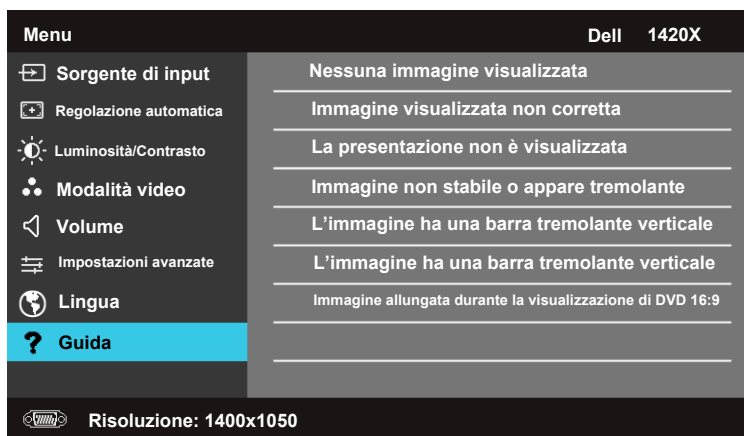 Menu
Dell 1420X
Sorgente di input
Regolazione automatica
Luminosità/Contrasto
Modalità video
Volume
Impostazioni avanzate
Lingua
Guida
Nessuna immagine visualizzata
Immagine visualizzata non corretta
La presentazione non è visualizzata
Immagine non stabile o appare tremolante
L’immagine ha una barra tremolante verticale
L’immagine ha una barra tremolante verticale
Immagine allungata durante la visualizzazione di DVD 16:9
Risoluzione: 1400x1050